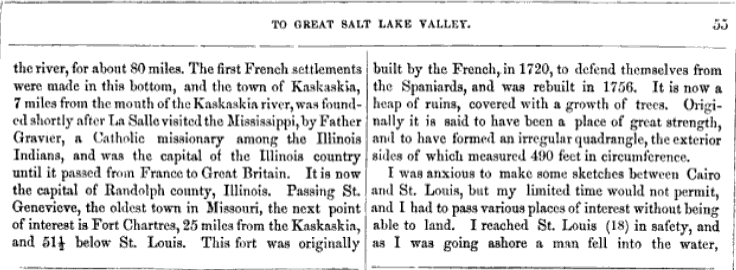 TO GREAT SALT LAKE VALLEY. 55
the river, for about 80 miles. The first French settlements
were made in this bottom, and the town of Kaskaskia,
7 miles from the mouth of the Kaskaskia river, was found-
ed shortly after La Salle visited the Mississippi, by Father
Gravier, a Catholic missionary among the Illinois
Indians, and was the capital of the Illinois country
until it passed from France to Great Britain. It is now
the capital of Randolph county, Illinois. Passing St.
Genevieve, the oldest town in Missouri, the next point
of interest is Fort Chartres, 25 miles from the Kaskaskia,
and 51½ below St. Louis. This fort was originally
built by the French, in 1720, to defend themselves from
the Spaniards, and was rebuilt in 1756. It is now a
heap of ruins, covered with a growth of trees. Origi-
nally it is said to have been a place of great strength,
and to have formed an irregular quadrangle, the exterior
sides of which measured 490 feet in circumference.
I was anxious to make some sketches between Cairo
and St. Louis, but my limited time would not permit,
and I had to pass various places of interest without being
able to land. I reached St. Louis (18) in safety, and
as I was going ashore a man fell into the water,